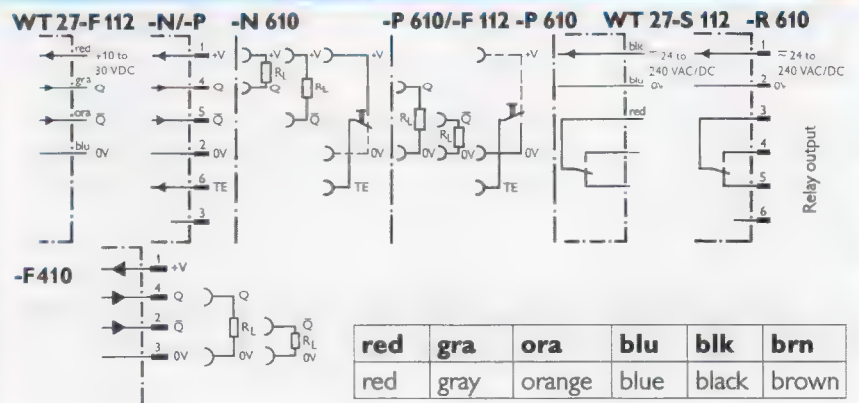 WT 27-F 112 -N/-P -N 610 -P 610/-F 112 -P 610 WT 27-S 112 -R 610
red +10 to 30 VDC
gra Q
ora Q̅
blu 0V
1 +V
4 Q
5 Q̅
2 0V
6 TE
3
+V RL Q
+V RL Q̅
+V
0V
TE
Q RL 0V
Q̅ RL 0V
+V
0V
TE
blk ≂ 24 to 240 VAC/DC
blu 0V
red
1 ≂ 24 to 240 VAC/DC
2 0V
3
4
5
6
Relay output
-F410
1 +V
4 Q
2 Q̅
3 0V
Q RL 0V
Q̅ RL 0V
red gra ora blu blk brn
red gray orange blue black brown